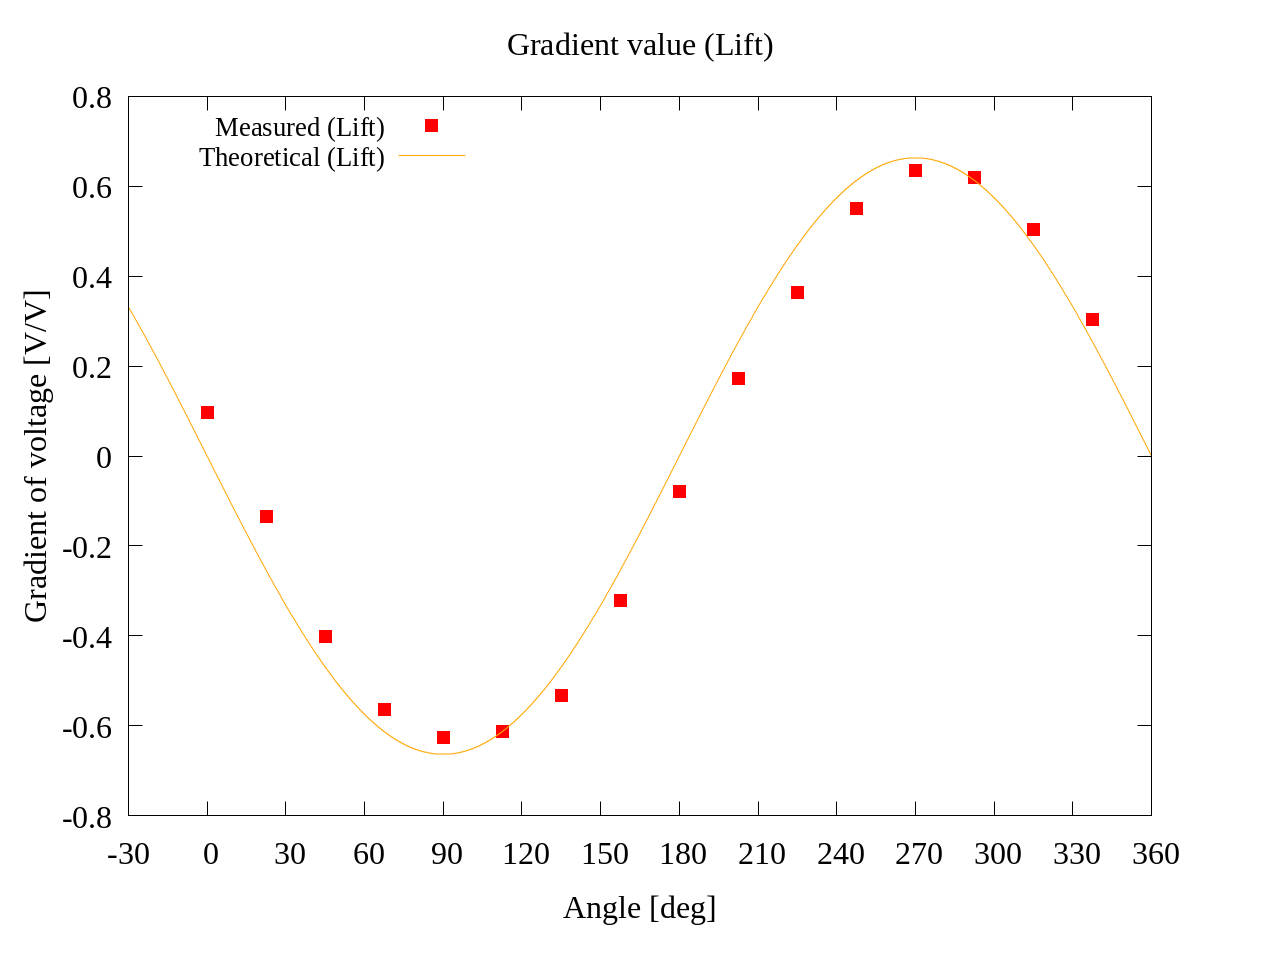 Gradient value (Lift)
Measured (Lift)
Theoretical (Lift)
0.8
0.6
0.4
0.2
0
-0.2
-0.4
-0.6
-0.8
Gradient of voltage [V/V]
-30 0 30 60 90 120 150 180 210 240 270 300 330 360
Angle [deg]